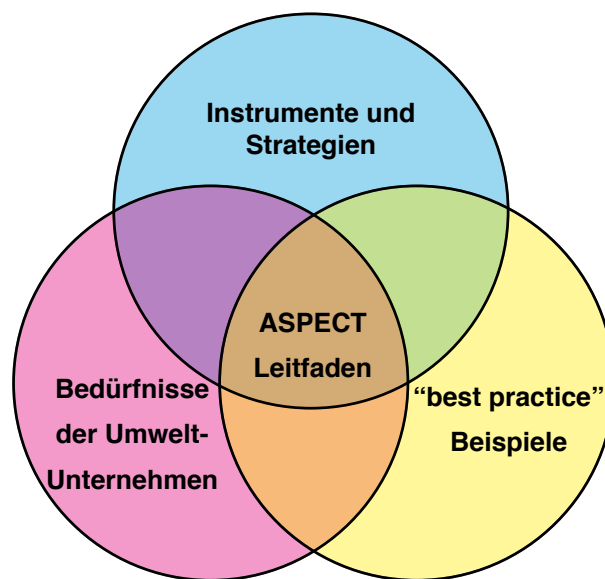 Instrumente und
Strategien
ASPECT
Leitfaden
Bedürfnisse
der Umwelt-
Unternehmen
“best practice”
Beispiele